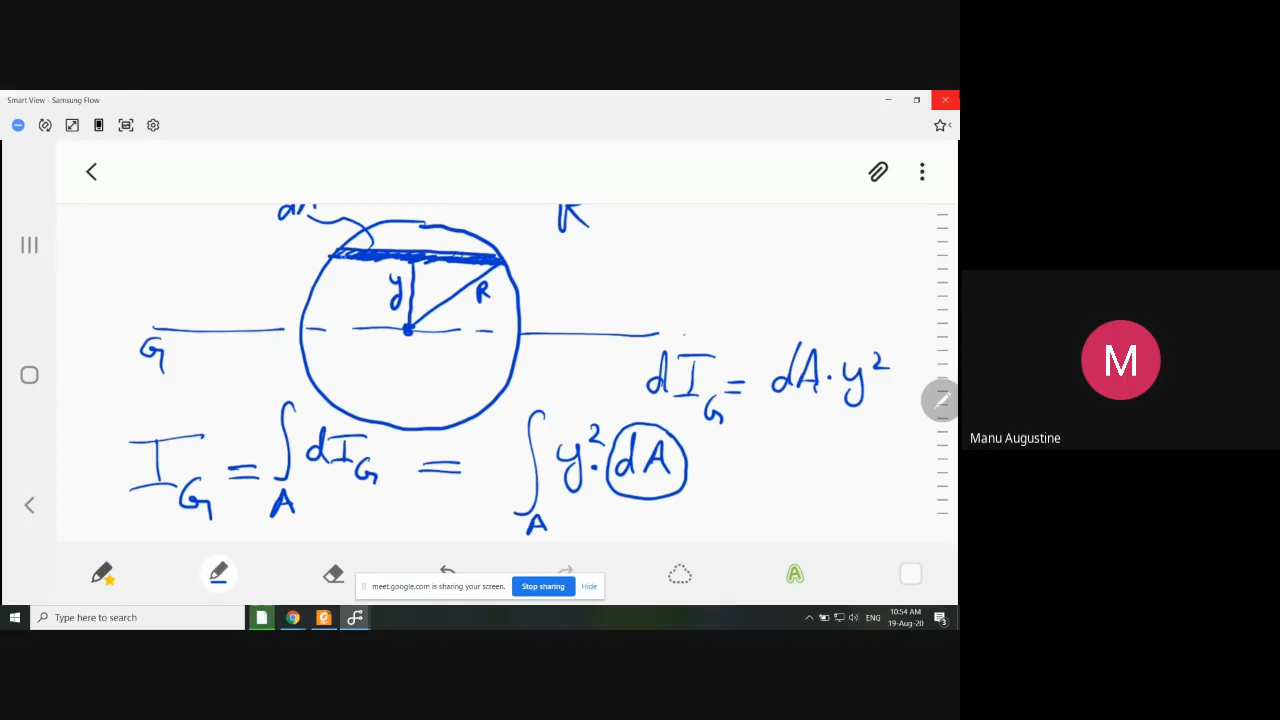 Smart View - Samsung Flow
R
y
R
G
dI_G = dA · y²
I_G = ∫_A dI_G = ∫_A y² · dA
M
Manu Augustine
meet.google.com is sharing your screen. Stop sharing Hide
Type here to search
ENG
10:54 AM
19-Aug-20
3